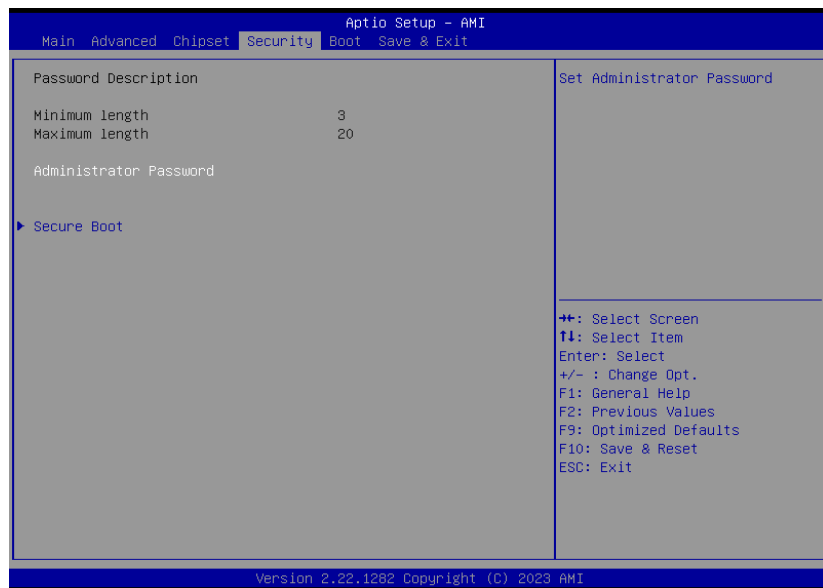 Aptio Setup – AMI
Main Advanced Chipset Security Boot Save & Exit
Password Description
Minimum length 3
Maximum length 20
Administrator Password
Secure Boot
Set Administrator Password
→←: Select Screen
↑↓: Select Item
Enter: Select
+/- : Change Opt.
F1: General Help
F2: Previous Values
F9: Optimized Defaults
F10: Save & Reset
ESC: Exit
Version 2.22.1282 Copyright (C) 2023 AMI